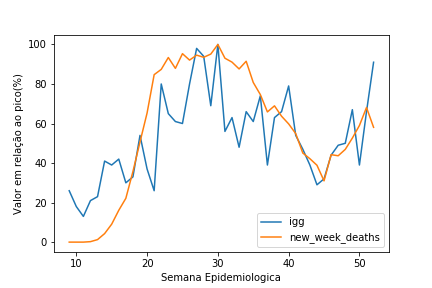 100
80
60
40
20
0
Valor em relação ao pico(%)
10
20
30
40
50
Semana Epidemiologica
igg
new_week_deaths